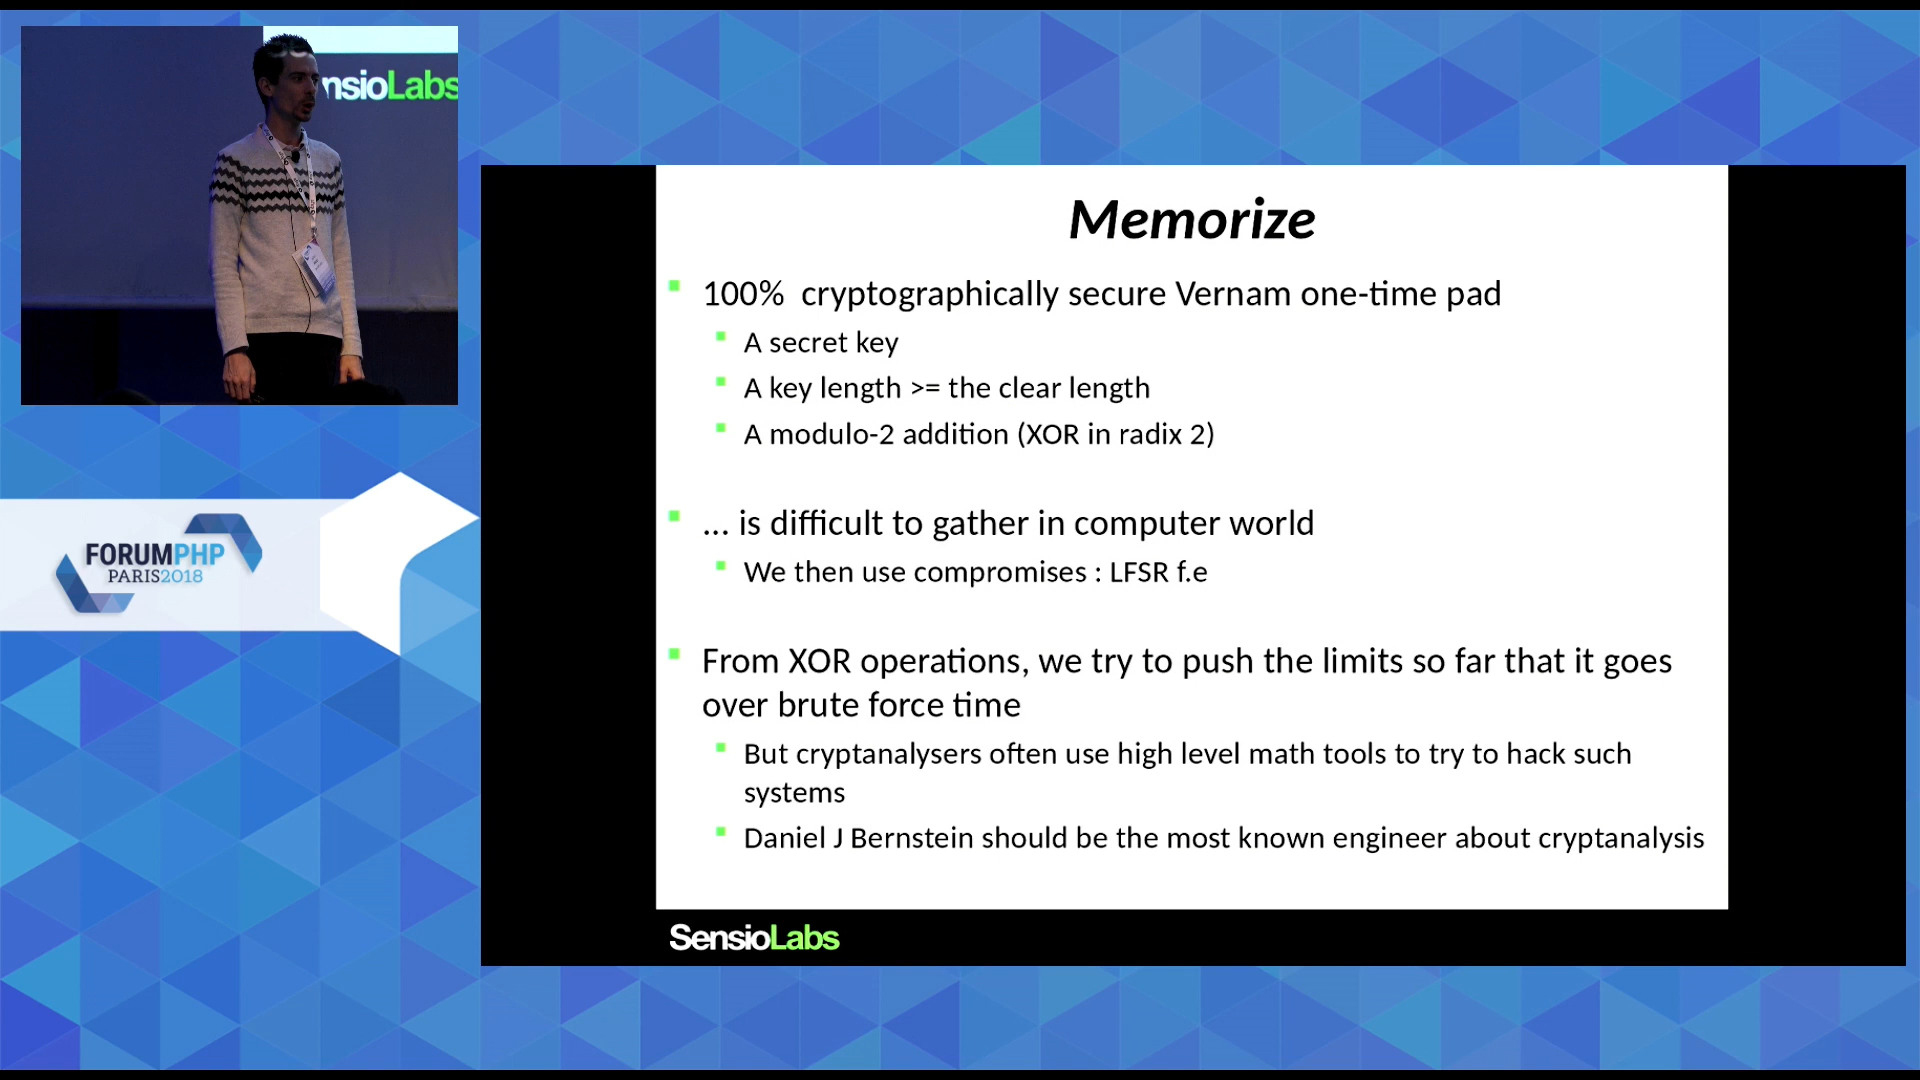 nsioLabs
Memorize
100%  cryptographically secure Vernam one-time pad
A secret key
A key length >= the clear length
A modulo-2 addition (XOR in radix 2)
... is difficult to gather in computer world
We then use compromises : LFSR f.e
From XOR operations, we try to push the limits so far that it goes
over brute force time
But cryptanalysers often use high level math tools to try to hack such
systems
Daniel J Bernstein should be the most known engineer about cryptanalysis
FORUMPHP
PARIS2018
SensioLabs